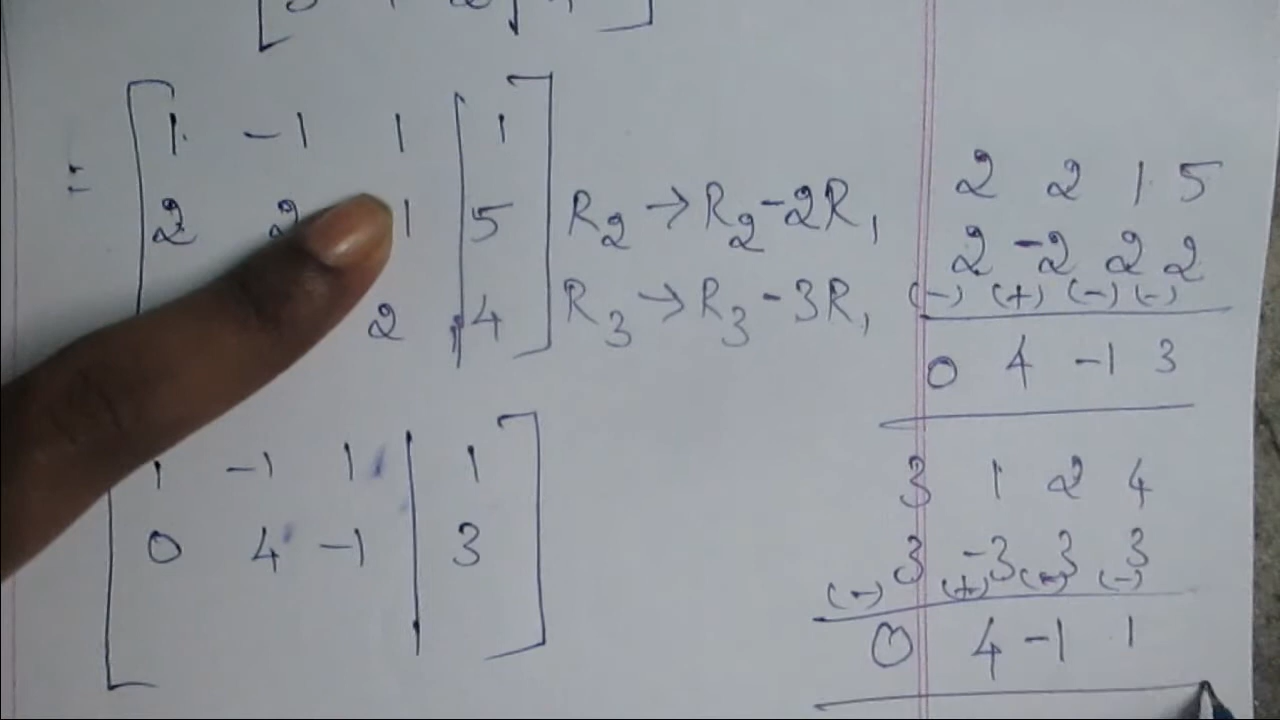 = 1 -1 1 1
2 2 1 5 R2 → R2 - 2R1
2 4 R3 → R3 - 3R1
1 -1 1 1
0 4 -1 3
2 2 1 5
2 -2 2 2
(-) (+) (-) (-)
0 4 -1 3
3 1 2 4
3 -3 3 3
(-) (+) (-) (-)
0 4 -1 1